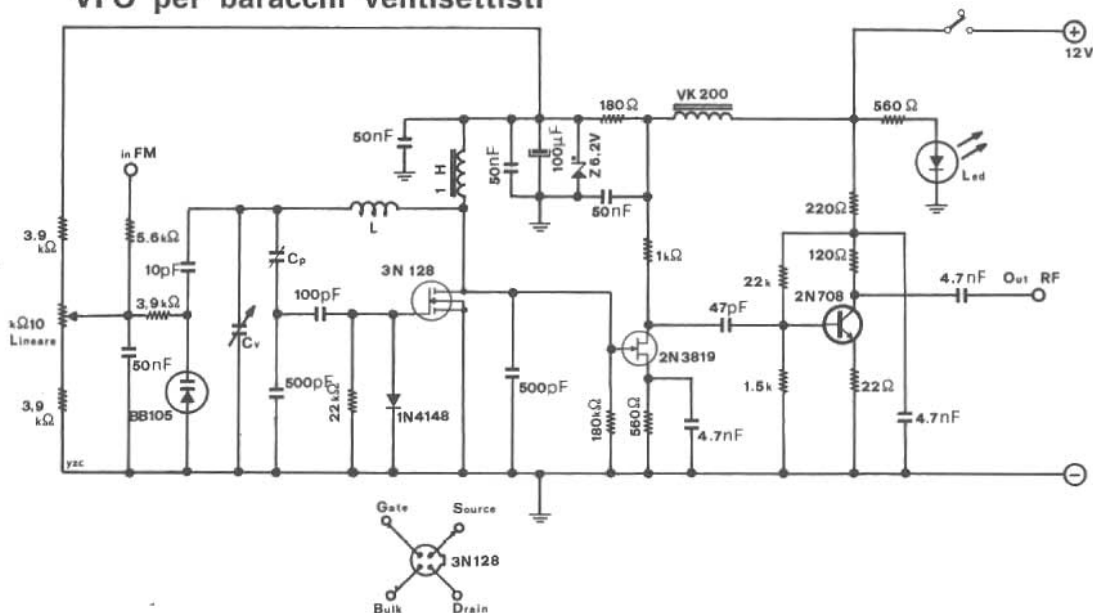 VFO per baracchi ventisettisti
12V
VK 200
180Ω
560 Ω
Led
50nF
1 H
50nF
100µF
Z 6.2V
50nF
in FM
3.9
kΩ
5.6kΩ
10pF
3.9kΩ
kΩ10
Lineare
50nF
BB105
3,9
kΩ
yzc
L
Cp
Cv
3N 128
100pF
500pF
22kΩ
1N4148
500pF
1kΩ
47pF
2N3819
180kΩ
560Ω
4.7nF
220Ω
120Ω
22k
2N708
4.7nF
Out RF
1.5k
22Ω
4.7nF
Gate
Source
3N128
Bulk
Drain